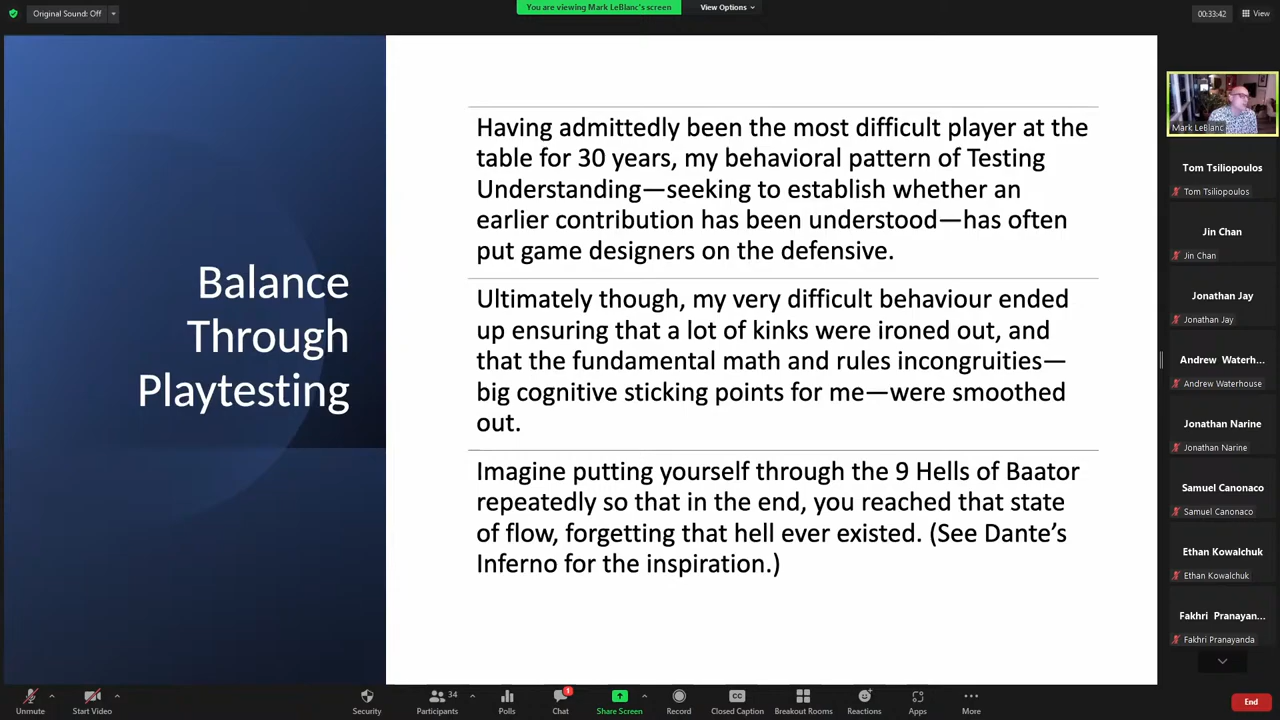 Original Sound: Off
You are viewing Mark LeBlanc's screen
View Options
00:33:42
View
Balance
Through
Playtesting
Having admittedly been the most difficult player at the
table for 30 years, my behavioral pattern of Testing
Understanding—seeking to establish whether an
earlier contribution has been understood—has often
put game designers on the defensive.
Ultimately though, my very difficult behaviour ended
up ensuring that a lot of kinks were ironed out, and
that the fundamental math and rules incongruities—
big cognitive sticking points for me—were smoothed
out.
Imagine putting yourself through the 9 Hells of Baator
repeatedly so that in the end, you reached that state
of flow, forgetting that hell ever existed. (See Dante's
Inferno for the inspiration.)
Mark LeBlanc
Tom Tsiliopoulos
Tom Tsiliopoulos
Jin Chan
Jin Chan
Jonathan Jay
Jonathan Jay
Andrew Waterh...
Andrew Waterhouse
Jonathan Narine
Jonathan Narine
Samuel Canonaco
Samuel Canonaco
Ethan Kowalchuk
Ethan Kowalchuk
Fakhri Pranayan...
Fakhri Pranayanda
Unmute
Start Video
Security
Participants
34
Polls
Chat
1
Share Screen
Record
CC
Closed Caption
Breakout Rooms
Reactions
Apps
More
End